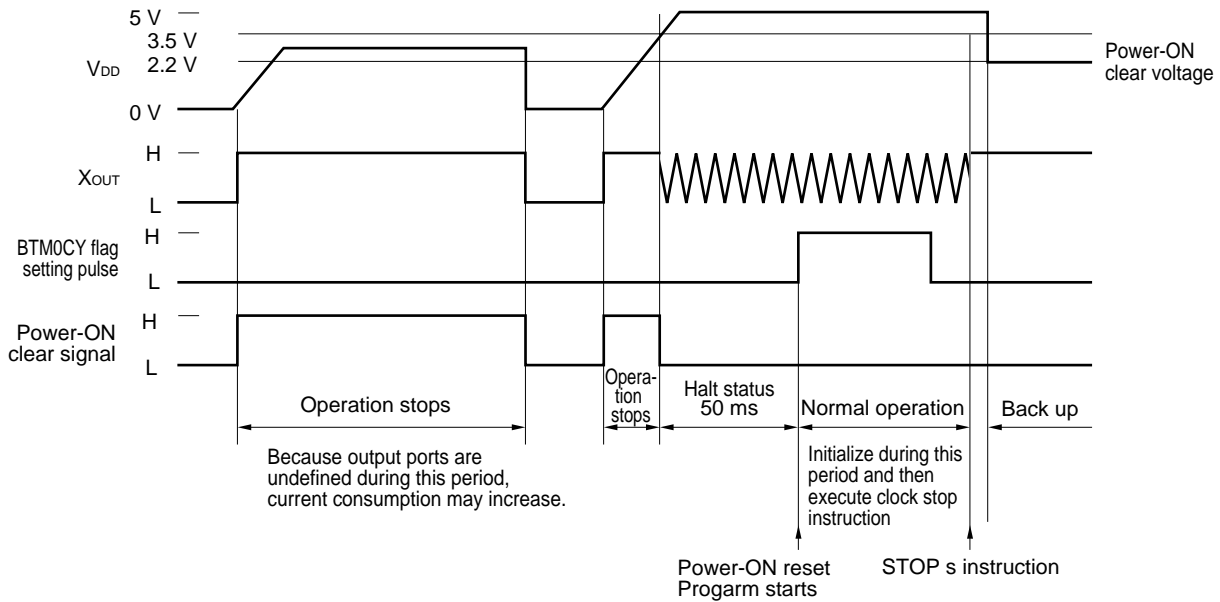 5 V
3.5 V
VDD
2.2 V
0 V
Power-ON
clear voltage
H
XOUT
L
H
BTM0CY flag
setting pulse
L
H
Power-ON
clear signal
L
Operation stops
Opera-
tion
stops
Halt status
50 ms
Normal operation
Back up
Because output ports are
undefined during this period,
current consumption may increase.
Initialize during this
period and then
execute clock stop
instruction
Power-ON reset
Progarm starts
STOP s instruction